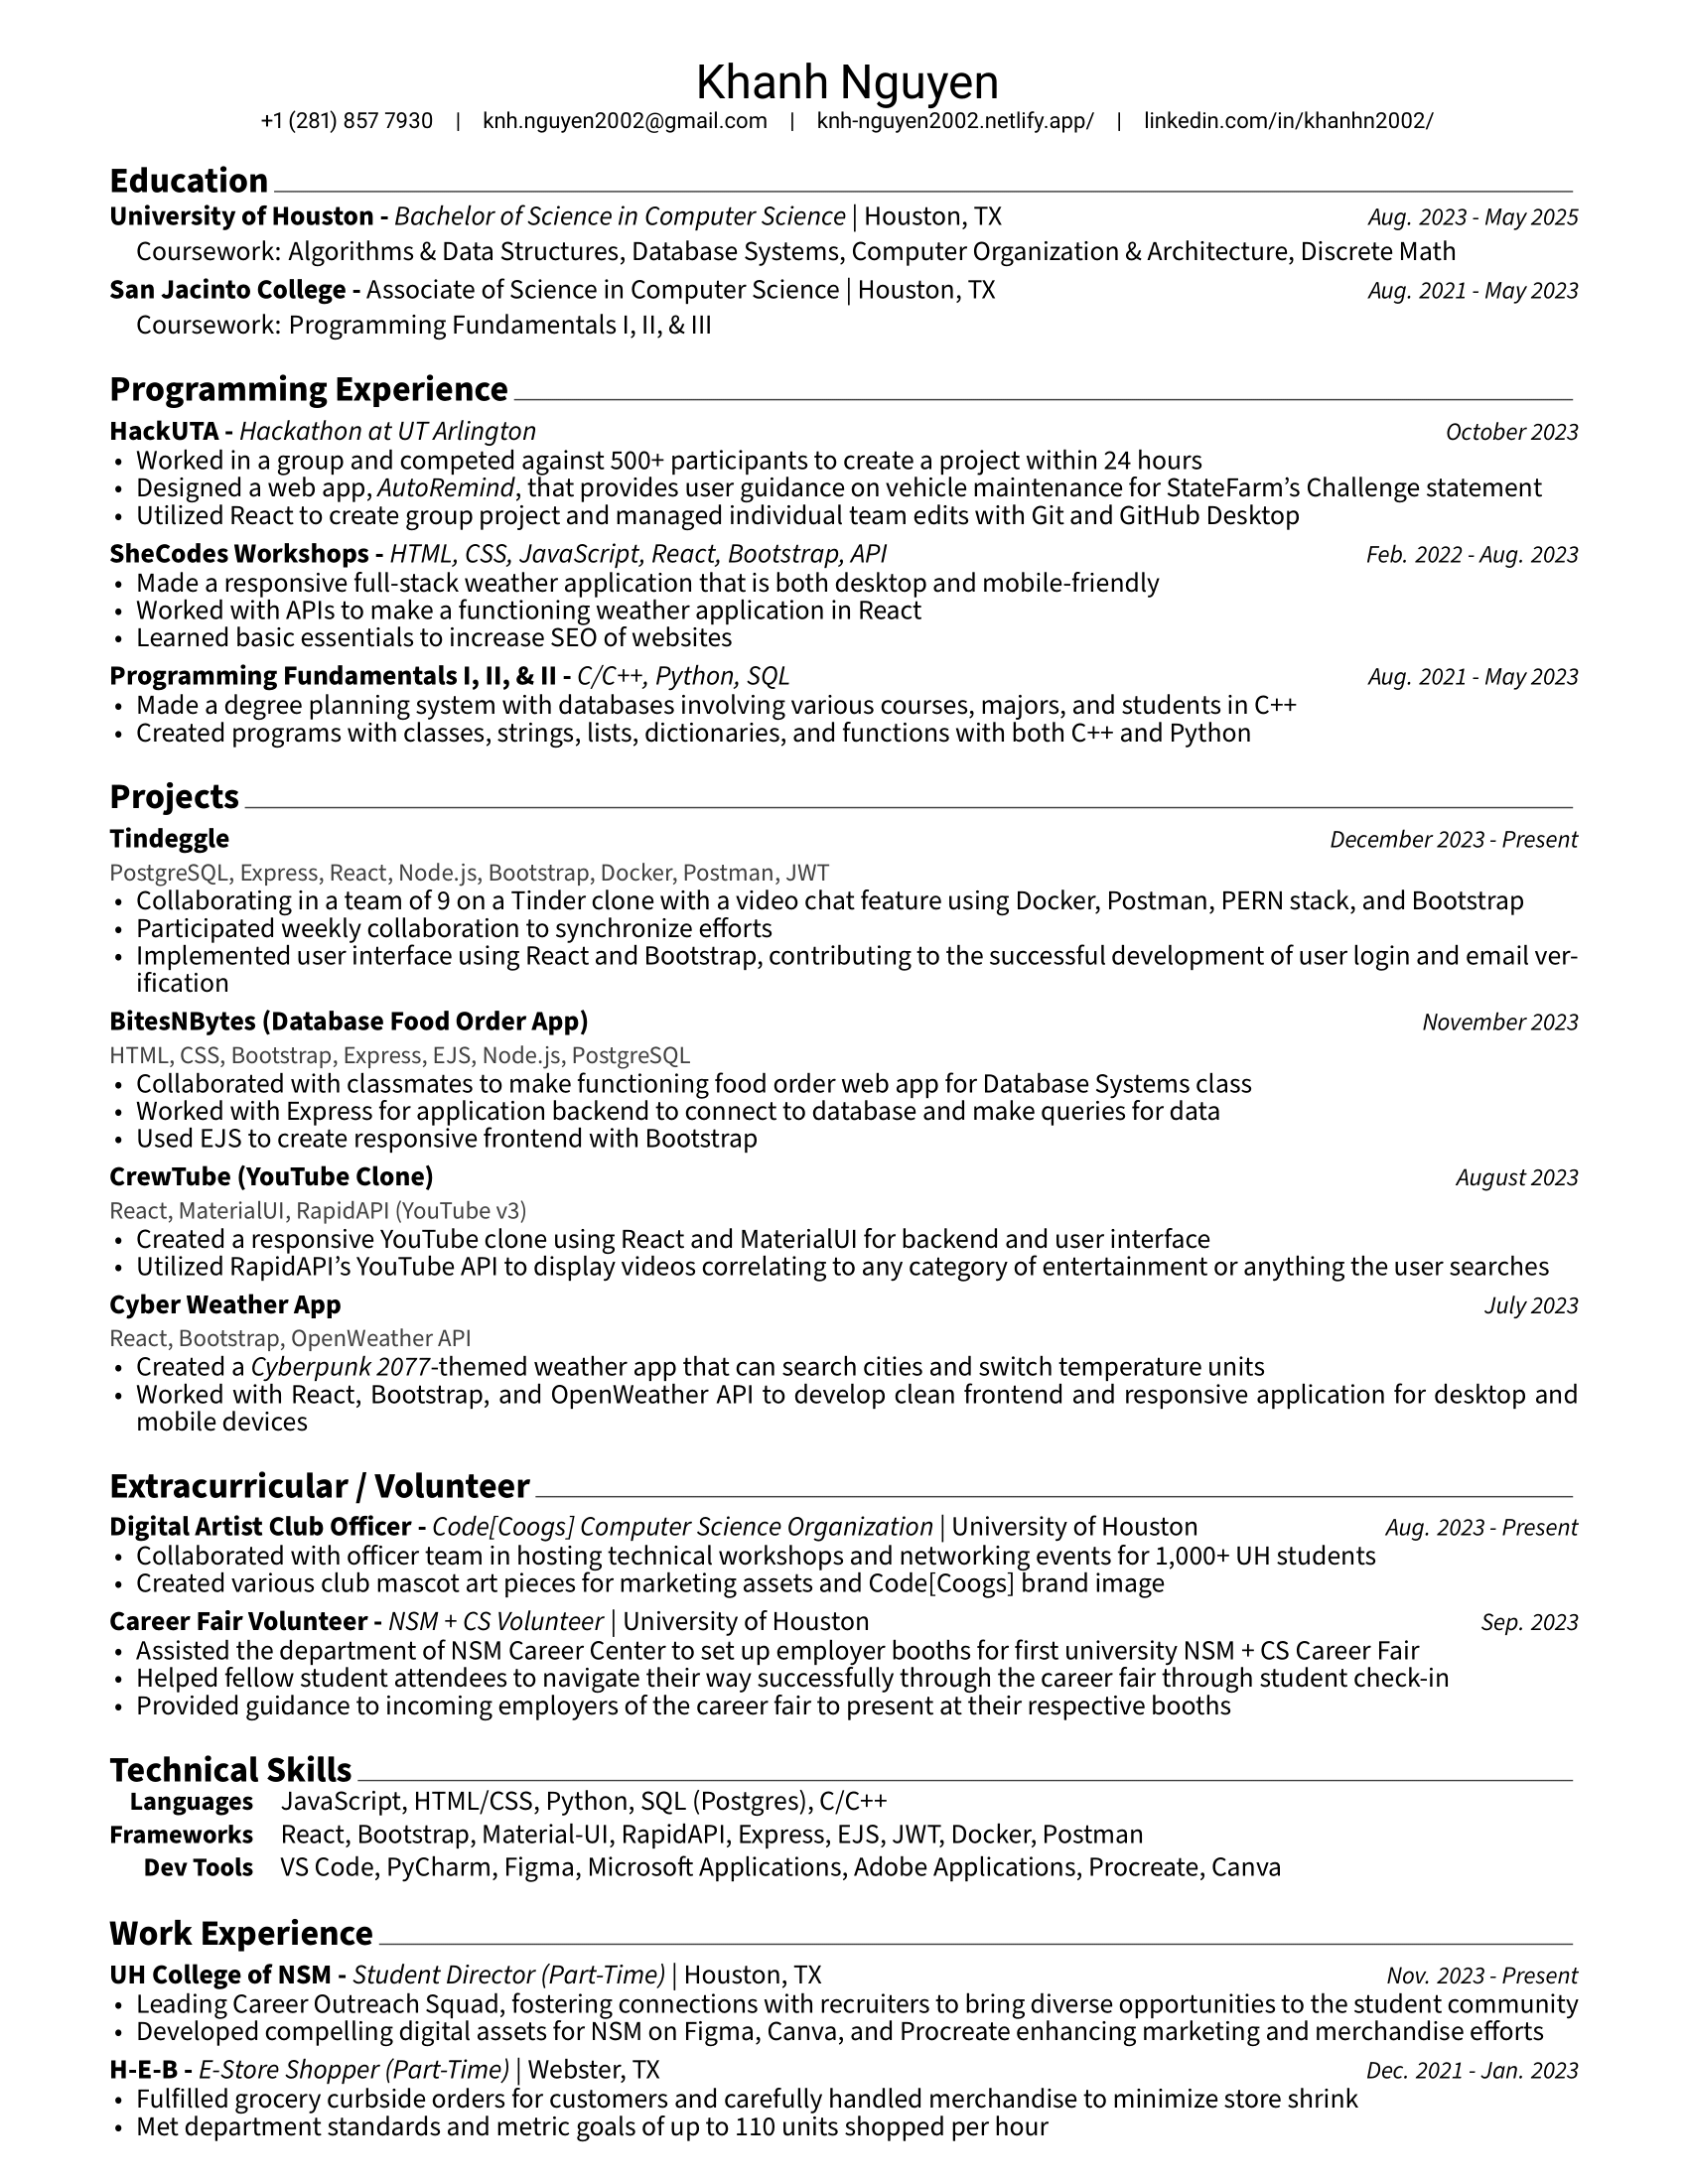 Khanh Nguyen
+1 (281) 857 7930 | knh.nguyen2002@gmail.com | knh-nguyen2002.netlify.app/ | linkedin.com/in/khanhn2002/
Education
University of Houston - Bachelor of Science in Computer Science | Houston, TX Aug. 2023 - May 2025
Coursework: Algorithms & Data Structures, Database Systems, Computer Organization & Architecture, Discrete Math
San Jacinto College - Associate of Science in Computer Science | Houston, TX Aug. 2021 - May 2023
Coursework: Programming Fundamentals I, II, & III
Programming Experience
HackUTA - Hackathon at UT Arlington October 2023
• Worked in a group and competed against 500+ participants to create a project within 24 hours
• Designed a web app, AutoRemind, that provides user guidance on vehicle maintenance for StateFarm’s Challenge statement
• Utilized React to create group project and managed individual team edits with Git and GitHub Desktop
SheCodes Workshops - HTML, CSS, JavaScript, React, Bootstrap, API Feb. 2022 - Aug. 2023
• Made a responsive full-stack weather application that is both desktop and mobile-friendly
• Worked with APIs to make a functioning weather application in React
• Learned basic essentials to increase SEO of websites
Programming Fundamentals I, II, & II - C/C++, Python, SQL Aug. 2021 - May 2023
• Made a degree planning system with databases involving various courses, majors, and students in C++
• Created programs with classes, strings, lists, dictionaries, and functions with both C++ and Python
Projects
Tindeggle December 2023 - Present
PostgreSQL, Express, React, Node.js, Bootstrap, Docker, Postman, JWT
• Collaborating in a team of 9 on a Tinder clone with a video chat feature using Docker, Postman, PERN stack, and Bootstrap
• Participated weekly collaboration to synchronize efforts
• Implemented user interface using React and Bootstrap, contributing to the successful development of user login and email ver-
ification
BitesNBytes (Database Food Order App) November 2023
HTML, CSS, Bootstrap, Express, EJS, Node.js, PostgreSQL
• Collaborated with classmates to make functioning food order web app for Database Systems class
• Worked with Express for application backend to connect to database and make queries for data
• Used EJS to create responsive frontend with Bootstrap
CrewTube (YouTube Clone) August 2023
React, MaterialUI, RapidAPI (YouTube v3)
• Created a responsive YouTube clone using React and MaterialUI for backend and user interface
• Utilized RapidAPI’s YouTube API to display videos correlating to any category of entertainment or anything the user searches
Cyber Weather App July 2023
React, Bootstrap, OpenWeather API
• Created a Cyberpunk 2077-themed weather app that can search cities and switch temperature units
• Worked with React, Bootstrap, and OpenWeather API to develop clean frontend and responsive application for desktop and
mobile devices
Extracurricular / Volunteer
Digital Artist Club Officer - Code[Coogs] Computer Science Organization | University of Houston Aug. 2023 - Present
• Collaborated with officer team in hosting technical workshops and networking events for 1,000+ UH students
• Created various club mascot art pieces for marketing assets and Code[Coogs] brand image
Career Fair Volunteer - NSM + CS Volunteer | University of Houston Sep. 2023
• Assisted the department of NSM Career Center to set up employer booths for first university NSM + CS Career Fair
• Helped fellow student attendees to navigate their way successfully through the career fair through student check-in
• Provided guidance to incoming employers of the career fair to present at their respective booths
Technical Skills
Languages JavaScript, HTML/CSS, Python, SQL (Postgres), C/C++
Frameworks React, Bootstrap, Material-UI, RapidAPI, Express, EJS, JWT, Docker, Postman
Dev Tools VS Code, PyCharm, Figma, Microsoft Applications, Adobe Applications, Procreate, Canva
Work Experience
UH College of NSM - Student Director (Part-Time) | Houston, TX Nov. 2023 - Present
• Leading Career Outreach Squad, fostering connections with recruiters to bring diverse opportunities to the student community
• Developed compelling digital assets for NSM on Figma, Canva, and Procreate enhancing marketing and merchandise efforts
H-E-B - E-Store Shopper (Part-Time) | Webster, TX Dec. 2021 - Jan. 2023
• Fulfilled grocery curbside orders for customers and carefully handled merchandise to minimize store shrink
• Met department standards and metric goals of up to 110 units shopped per hour